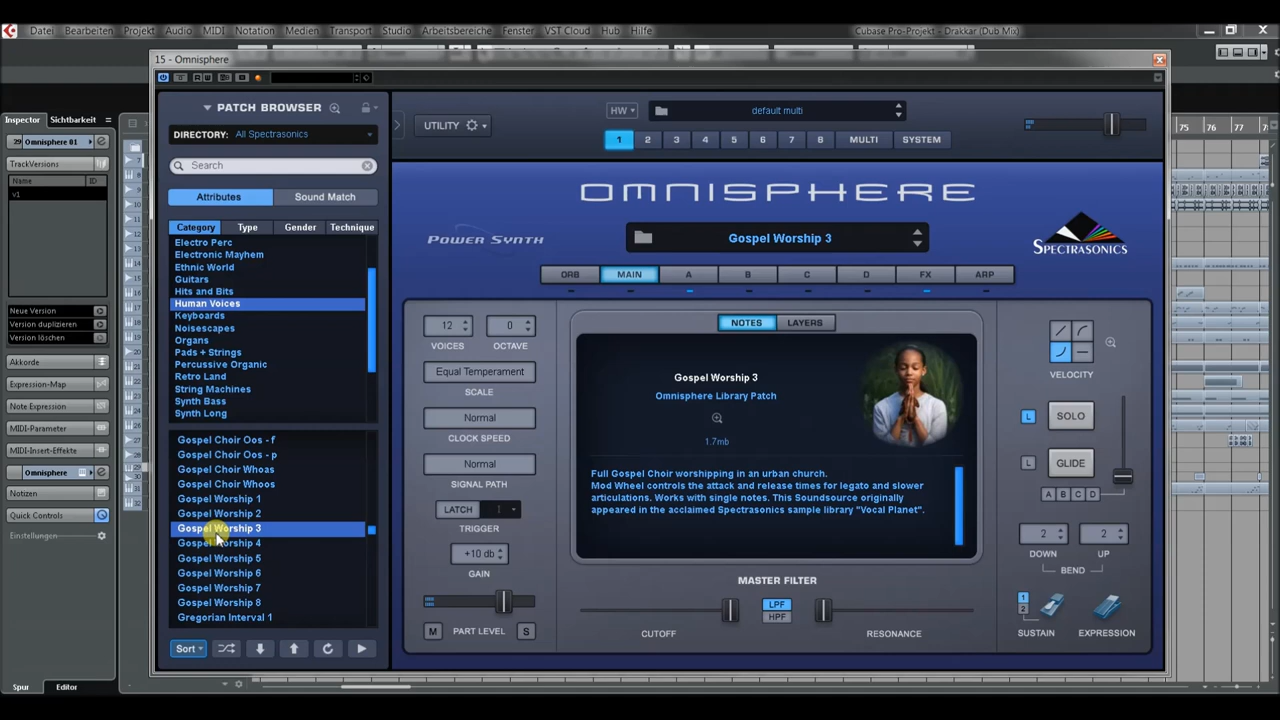 Datei Bearbeiten Projekt Audio MIDI Notation Medien Transport Studio Arbeitsbereiche Fenster VST Cloud Hub Hilfe
Cubase Pro-Projekt - Drakkar (Dub Mix)
15 - Omnisphere
Inspector Sichtbarkeit
29 Omnisphere 01
TrackVersions
Name ID
v1
Neue Version
Version duplizieren
Version löschen
Akkorde
Expression-Map
Note Expression
MIDI-Parameter
MIDI-Insert-Effekte
Omnisphere
Notizen
Quick Controls
Einstellungen
Spur Editor
PATCH BROWSER
DIRECTORY: All Spectrasonics
Search
Attributes Sound Match
Category Type Gender Technique
Electro Perc
Electronic Mayhem
Ethnic World
Guitars
Hits and Bits
Human Voices
Keyboards
Noisescapes
Organs
Pads + Strings
Percussive Organic
Retro Land
String Machines
Synth Bass
Synth Long
Gospel Choir Oos - f
Gospel Choir Oos - p
Gospel Choir Whoas
Gospel Choir Whoos
Gospel Worship 1
Gospel Worship 2
Gospel Worship 3
Gospel Worship 4
Gospel Worship 5
Gospel Worship 6
Gospel Worship 7
Gospel Worship 8
Gregorian Interval 1
Sort
UTILITY
HW
default multi
1 2 3 4 5 6 7 8 MULTI SYSTEM
OMNISPHERE
POWER SYNTH
Gospel Worship 3
SPECTRASONICS
ORB MAIN A B C D FX ARP
12 0
VOICES OCTAVE
Equal Temperament
SCALE
Normal
CLOCK SPEED
Normal
SIGNAL PATH
LATCH
TRIGGER
+10 db
GAIN
M PART LEVEL S
NOTES LAYERS
Gospel Worship 3
Omnisphere Library Patch
1.7mb
Full Gospel Choir worshipping in an urban church.
Mod Wheel controls the attack and release times for legato and slower
articulations. Works with single notes. This Soundsource originally
appeared in the acclaimed Spectrasonics sample library "Vocal Planet".
MASTER FILTER
LPF
HPF
CUTOFF RESONANCE
VELOCITY
L SOLO
L GLIDE
A B C D
2 2
DOWN UP
BEND
1
2
SUSTAIN EXPRESSION
75 76 77 7